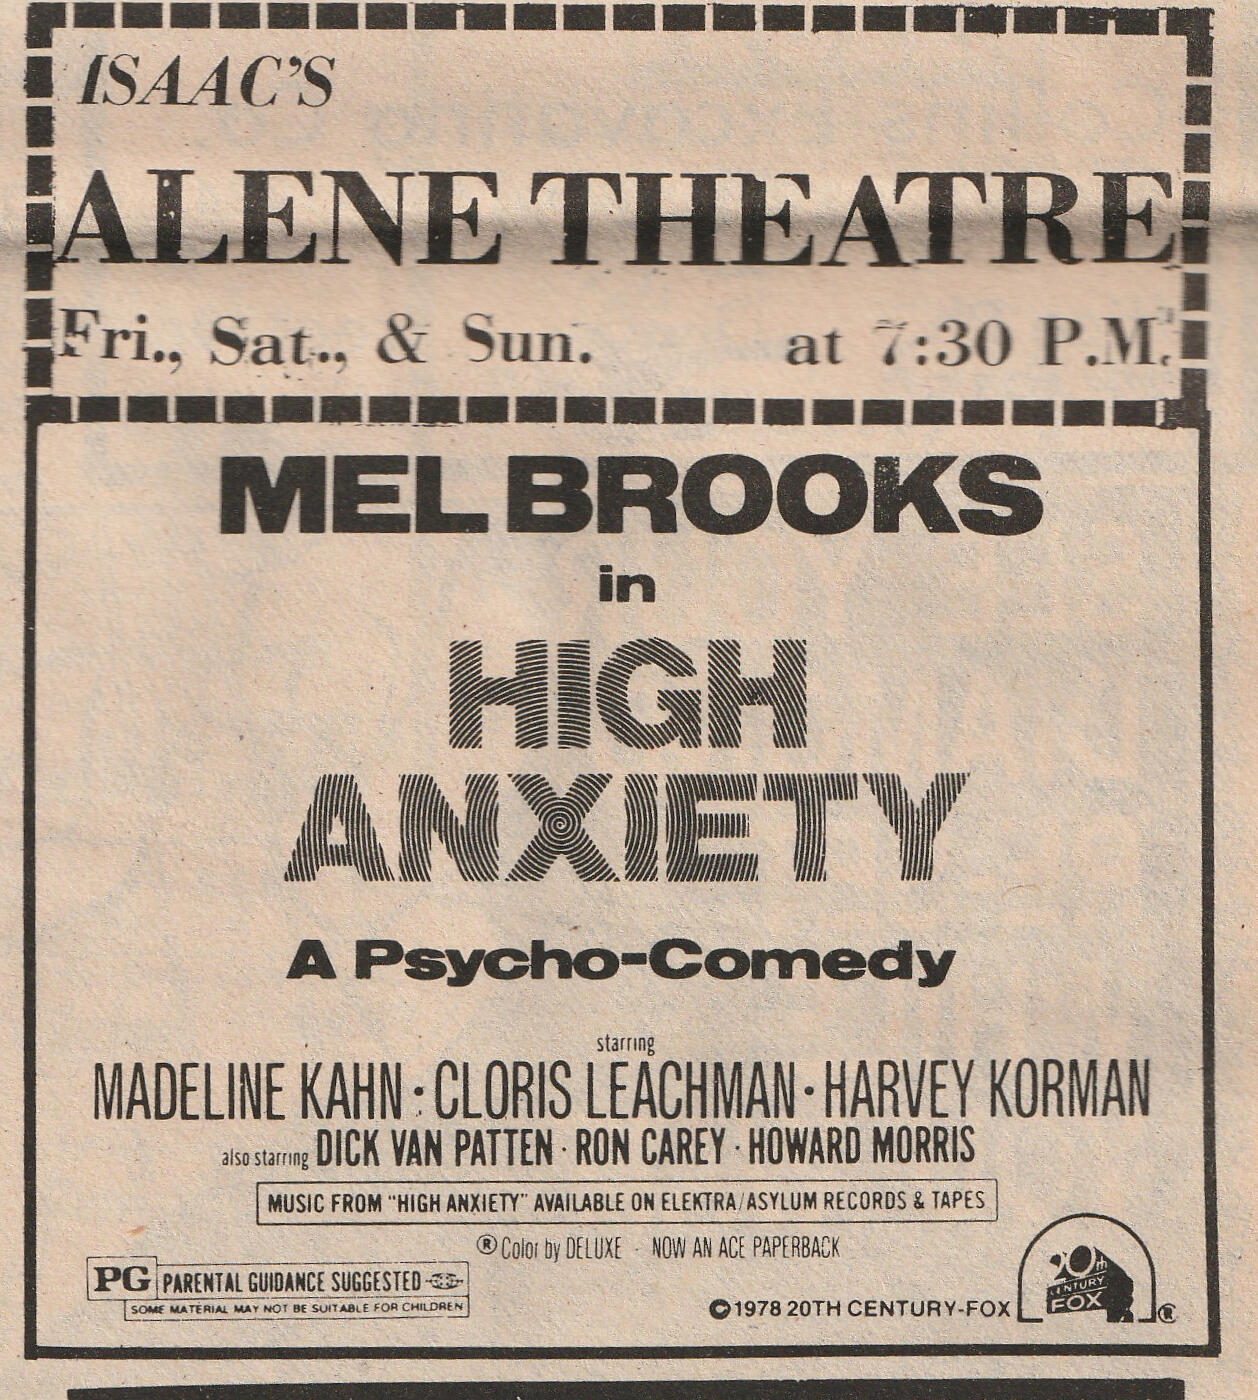 ISAAC'S
ALENE THEATRE
Fri., Sat., & Sun. at 7:30 P.M.
MEL BROOKS
in
HIGH
ANXIETY
A Psycho-Comedy
starring
MADELINE KAHN · CLORIS LEACHMAN · HARVEY KORMAN
also starring DICK VAN PATTEN · RON CAREY · HOWARD MORRIS
MUSIC FROM "HIGH ANXIETY" AVAILABLE ON ELEKTRA/ASYLUM RECORDS & TAPES
® Color by DELUXE · NOW AN ACE PAPERBACK
PG PARENTAL GUIDANCE SUGGESTED
SOME MATERIAL MAY NOT BE SUITABLE FOR CHILDREN
©1978 20TH CENTURY-FOX
20th
CENTURY
FOX
®